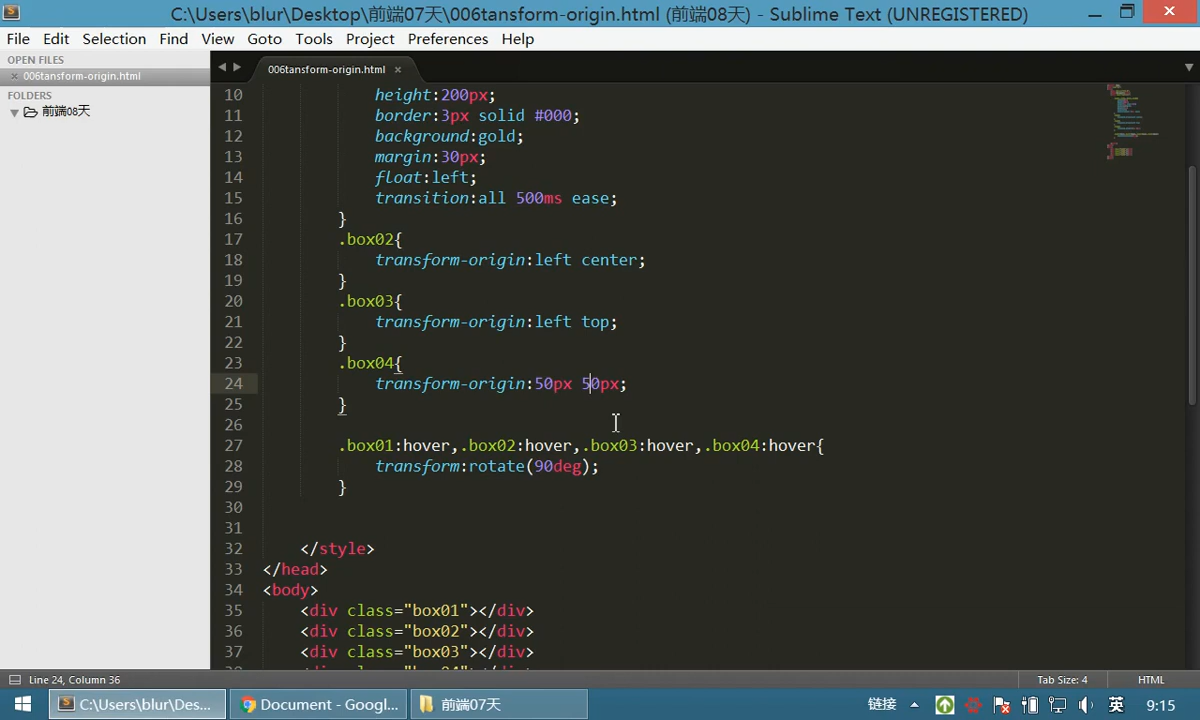 C:\Users\blur\Desktop\前端07天\006tansform-origin.html (前端08天) - Sublime Text (UNREGISTERED)
File Edit Selection Find View Goto Tools Project Preferences Help
OPEN FILES
006tansform-origin.html
FOLDERS
前端08天
006tansform-origin.html
10 height:200px;
11 border:3px solid #000;
12 background:gold;
13 margin:30px;
14 float:left;
15 transition:all 500ms ease;
16 }
17 .box02{
18 transform-origin:left center;
19 }
20 .box03{
21 transform-origin:left top;
22 }
23 .box04{
24 transform-origin:50px 50px;
25 }
26
27 .box01:hover,.box02:hover,.box03:hover,.box04:hover{
28 transform:rotate(90deg);
29 }
30
31
32 </style>
33 </head>
34 <body>
35 <div class="box01"></div>
36 <div class="box02"></div>
37 <div class="box03"></div>
Line 24, Column 36 Tab Size: 4 HTML
C:\Users\blur\Des... Document - Googl... 前端07天 链接 英 9:15